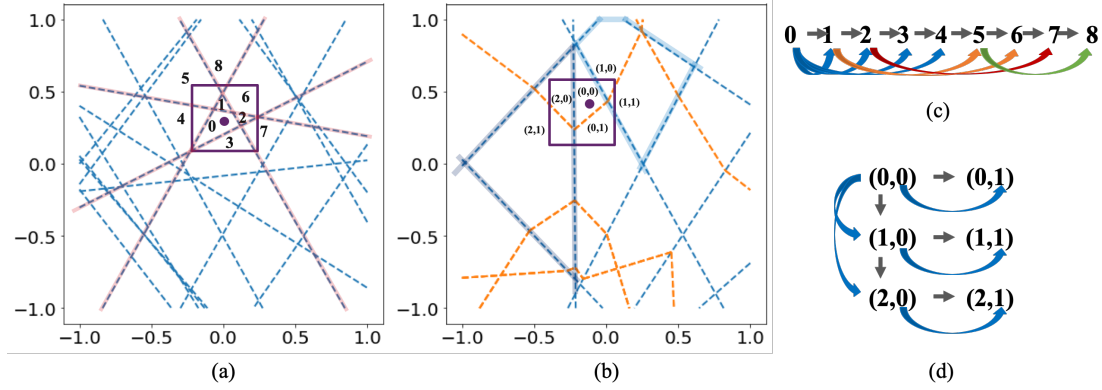 1.0
0.5
0.0
−0.5
−1.0
−1.0 −0.5 0.0 0.5 1.0
8
5
6
1
4
2
0
7
3
(a)
1.0
0.5
0.0
−0.5
−1.0
−1.0 −0.5 0.0 0.5 1.0
(1,0)
(0,0)
(2,0)
(1,1)
(0,1)
(2,1)
(b)
0 → 1 → 2 → 3 → 4 → 5 → 6 → 7 → 8
(c)
(0,0) → (0,1)
(1,0) → (1,1)
(2,0) → (2,1)
(d)